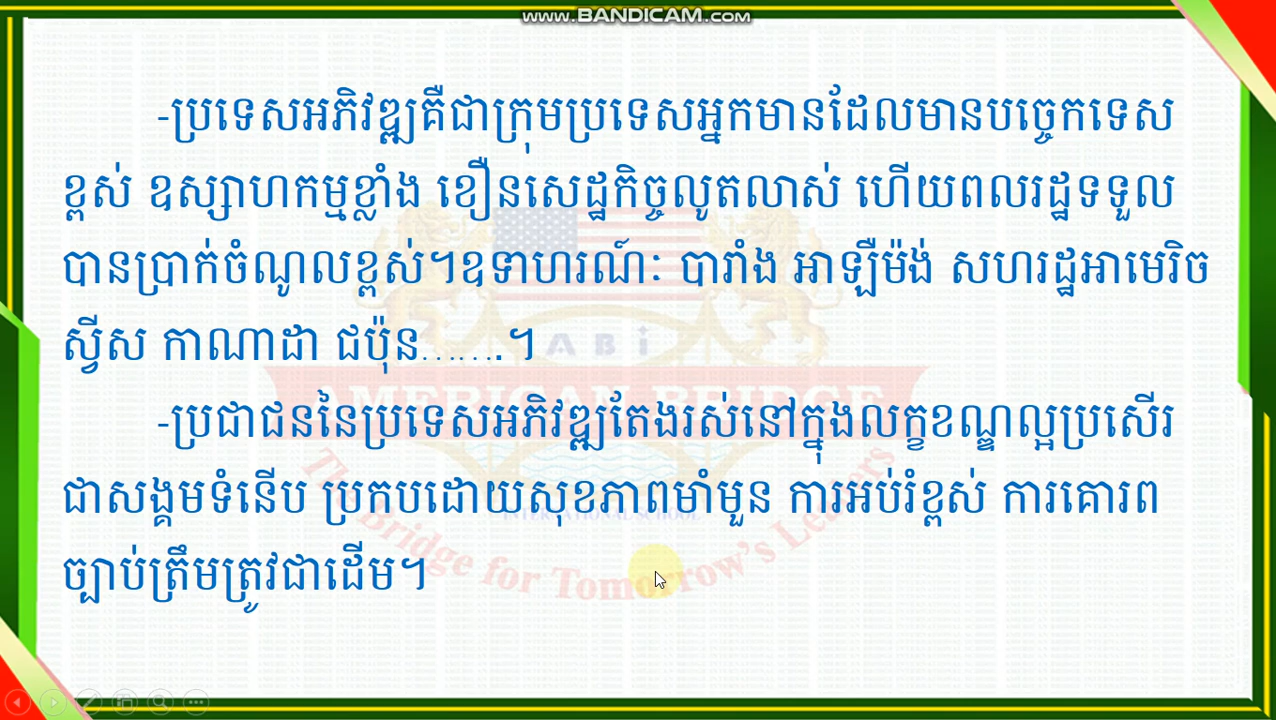 www.BANDICAM.com
-ប្រទេសអភិវឌ្ឍគឺជាក្រុមប្រទេសអ្នកមានដែលមានបច្ចេកទេស
ខ្ពស់ ឧស្សាហកម្មខ្លាំង ខឿនសេដ្ឋកិច្ចលូតលាស់ ហើយពលរដ្ឋទទួល
បានប្រាក់ចំណូលខ្ពស់។ឧទាហរណ៍ៈ បារាំង អាឡឺម៉ង់ សហរដ្ឋអាមេរិច
ស្វីស កាណាដា ជប៉ុន…….។
ABi
AMERICAN BRIDGE
-ប្រជាជននៃប្រទេសអភិវឌ្ឍតែងរស់នៅក្នុងលក្ខខណ្ឌល្អប្រសើរ
ជាសង្គមទំនើប ប្រកបដោយសុខភាពមាំមួន ការអប់រំខ្ពស់ ការគោរព
INTERNATIONAL SCHOOL
ច្បាប់ត្រឹមត្រូវជាដើម។
The Bridge for Tomorrow's Leaders